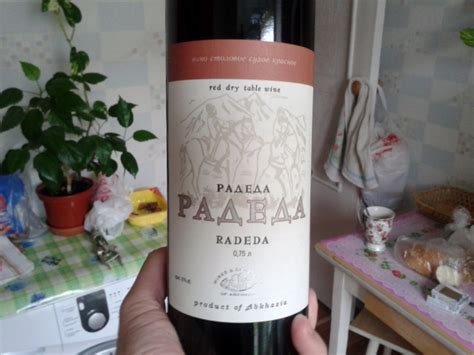 вино столовое сухое красное
red dry table wine
РАДЕДА
РАДЕДА
RADEDA
0,75 л
product of Abkhazia